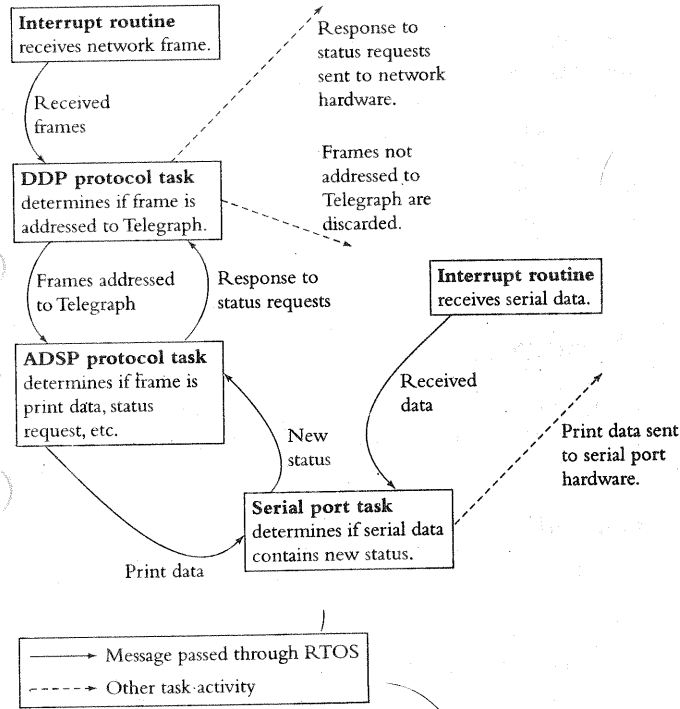 Interrupt routine
receives network frame.
Response to
status requests
sent to network
hardware.
Received
frames
Frames not
addressed to
Telegraph are
discarded.
DDP protocol task
determines if frame is
addressed to Telegraph.
Frames addressed
to Telegraph
Response to
status requests
Interrupt routine
receives serial data.
ADSP protocol task
determines if frame is
print data, status
request, etc.
Received
data
New
status
Print data sent
to serial port
hardware.
Serial port task
determines if serial data
contains new status.
Print data
Message passed through RTOS
Other task activity